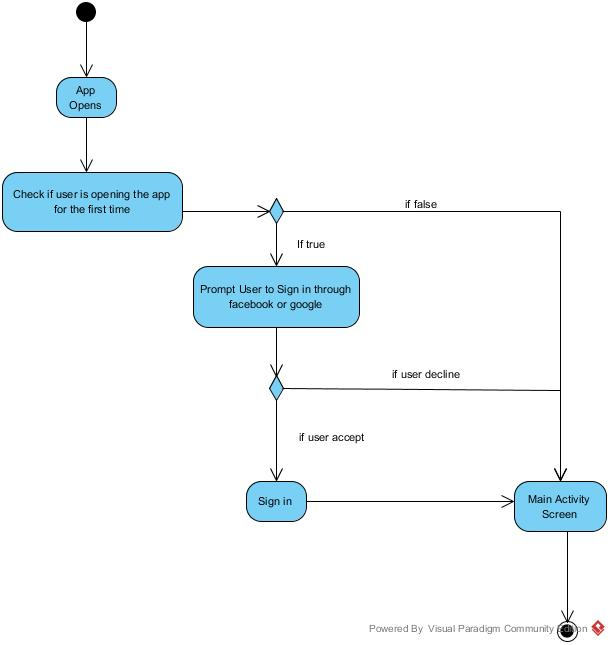 App
Opens
Check if user is opening the app
for the first time
if false
If true
Prompt User to Sign in through
facebook or google
if user decline
if user accept
Sign in
Main Activity
Screen
Powered By Visual Paradigm Community Edition